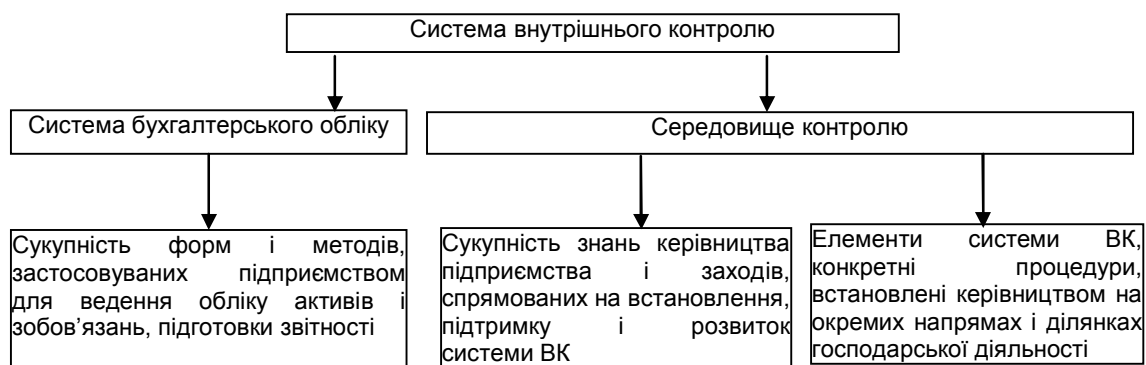 Система внутрішнього контролю
Система бухгалтерського обліку
Середовище контролю
Сукупність форм і методів,
застосовуваних підприємством
для ведення обліку активів і
зобов’язань, підготовки звітності
Сукупність знань керівництва
підприємства і заходів,
спрямованих на встановлення,
підтримку і розвиток
системи ВК
Елементи системи ВК,
конкретні процедури,
встановлені керівництвом на
окремих напрямах і ділянках
господарської діяльності